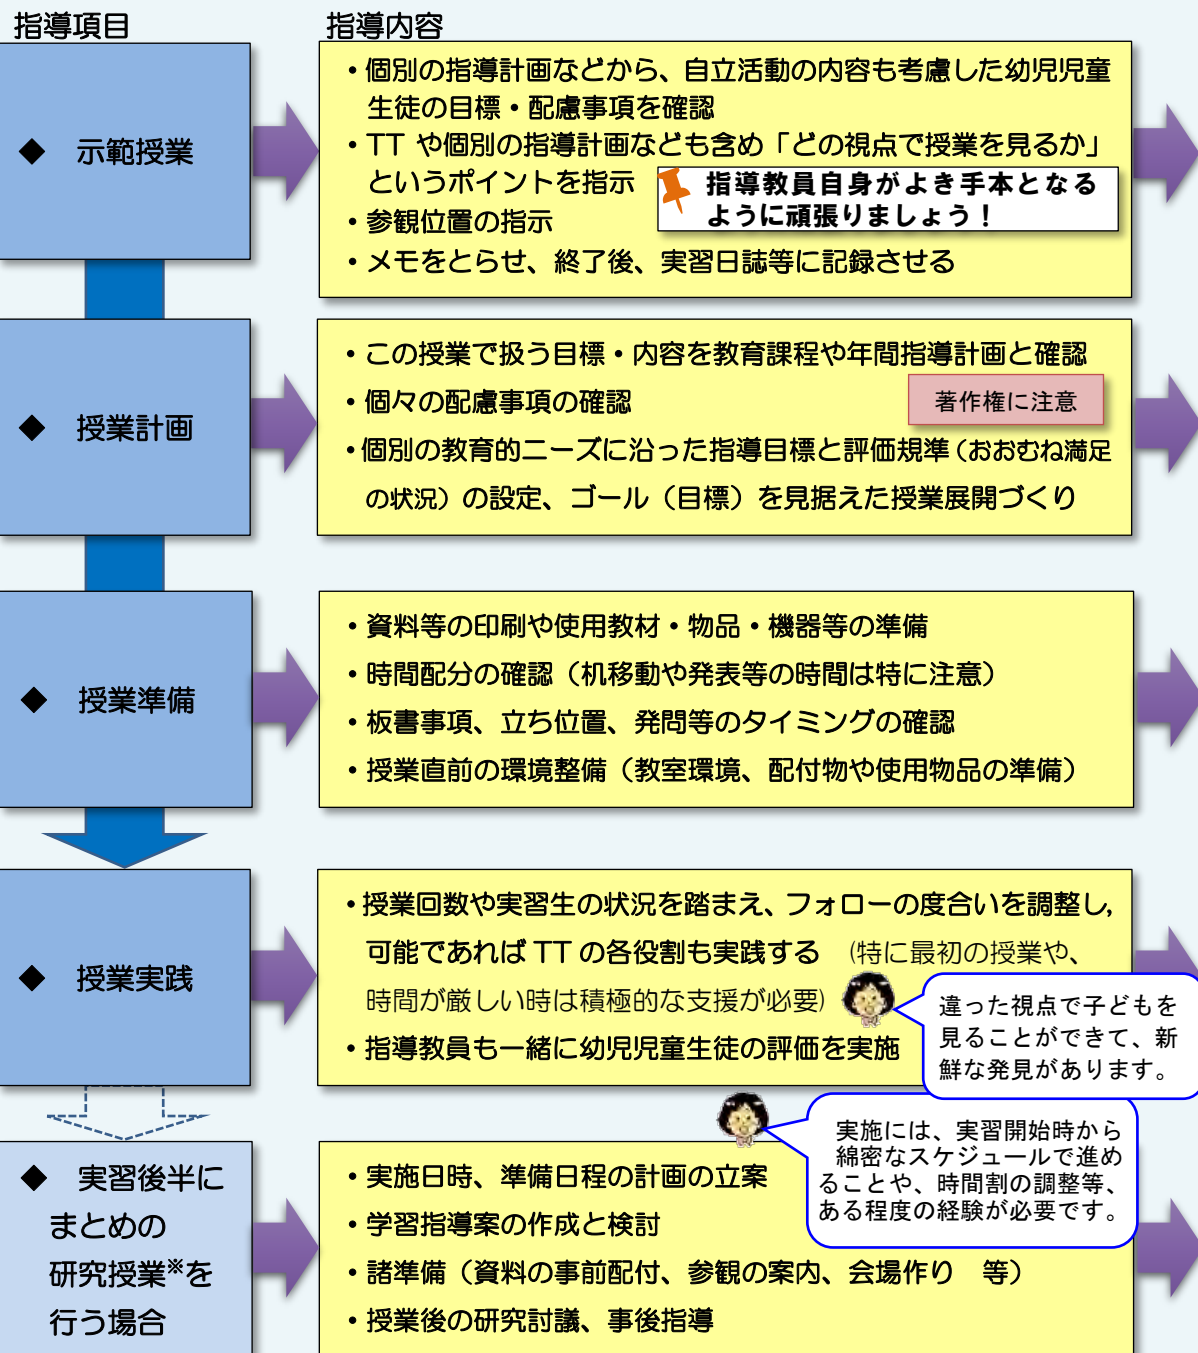 指導項目
指導内容
◆ 示範授業
・個別の指導計画などから、自立活動の内容も考慮した幼児児童
生徒の目標・配慮事項を確認
・TT や個別の指導計画なども含め「どの視点で授業を見るか」
というポイントを指示
指導教員自身がよき手本となる
ように頑張りましょう！
・参観位置の指示
・メモをとらせ、終了後、実習日誌等に記録させる
◆ 授業計画
・この授業で扱う目標・内容を教育課程や年間指導計画と確認
・個々の配慮事項の確認
著作権に注意
・個別の教育的ニーズに沿った指導目標と評価規準（おおむね満足
の状況）の設定、ゴール（目標）を見据えた授業展開づくり
◆ 授業準備
・資料等の印刷や使用教材・物品・機器等の準備
・時間配分の確認（机移動や発表等の時間は特に注意）
・板書事項、立ち位置、発問等のタイミングの確認
・授業直前の環境整備（教室環境、配付物や使用物品の準備）
◆ 授業実践
・授業回数や実習生の状況を踏まえ、フォローの度合いを調整し，
可能であれば TT の各役割も実践する （特に最初の授業や、
時間が厳しい時は積極的な支援が必要）
・指導教員も一緒に幼児児童生徒の評価を実施
違った視点で子どもを
見ることができて、新
鮮な発見があります。
実施には、実習開始時から
綿密なスケジュールで進め
ることや、時間割の調整等、
ある程度の経験が必要です。
◆ 実習後半に
まとめの
研究授業※を
行う場合
・実施日時、準備日程の計画の立案
・学習指導案の作成と検討
・諸準備（資料の事前配付、参観の案内、会場作り 等）
・授業後の研究討議、事後指導